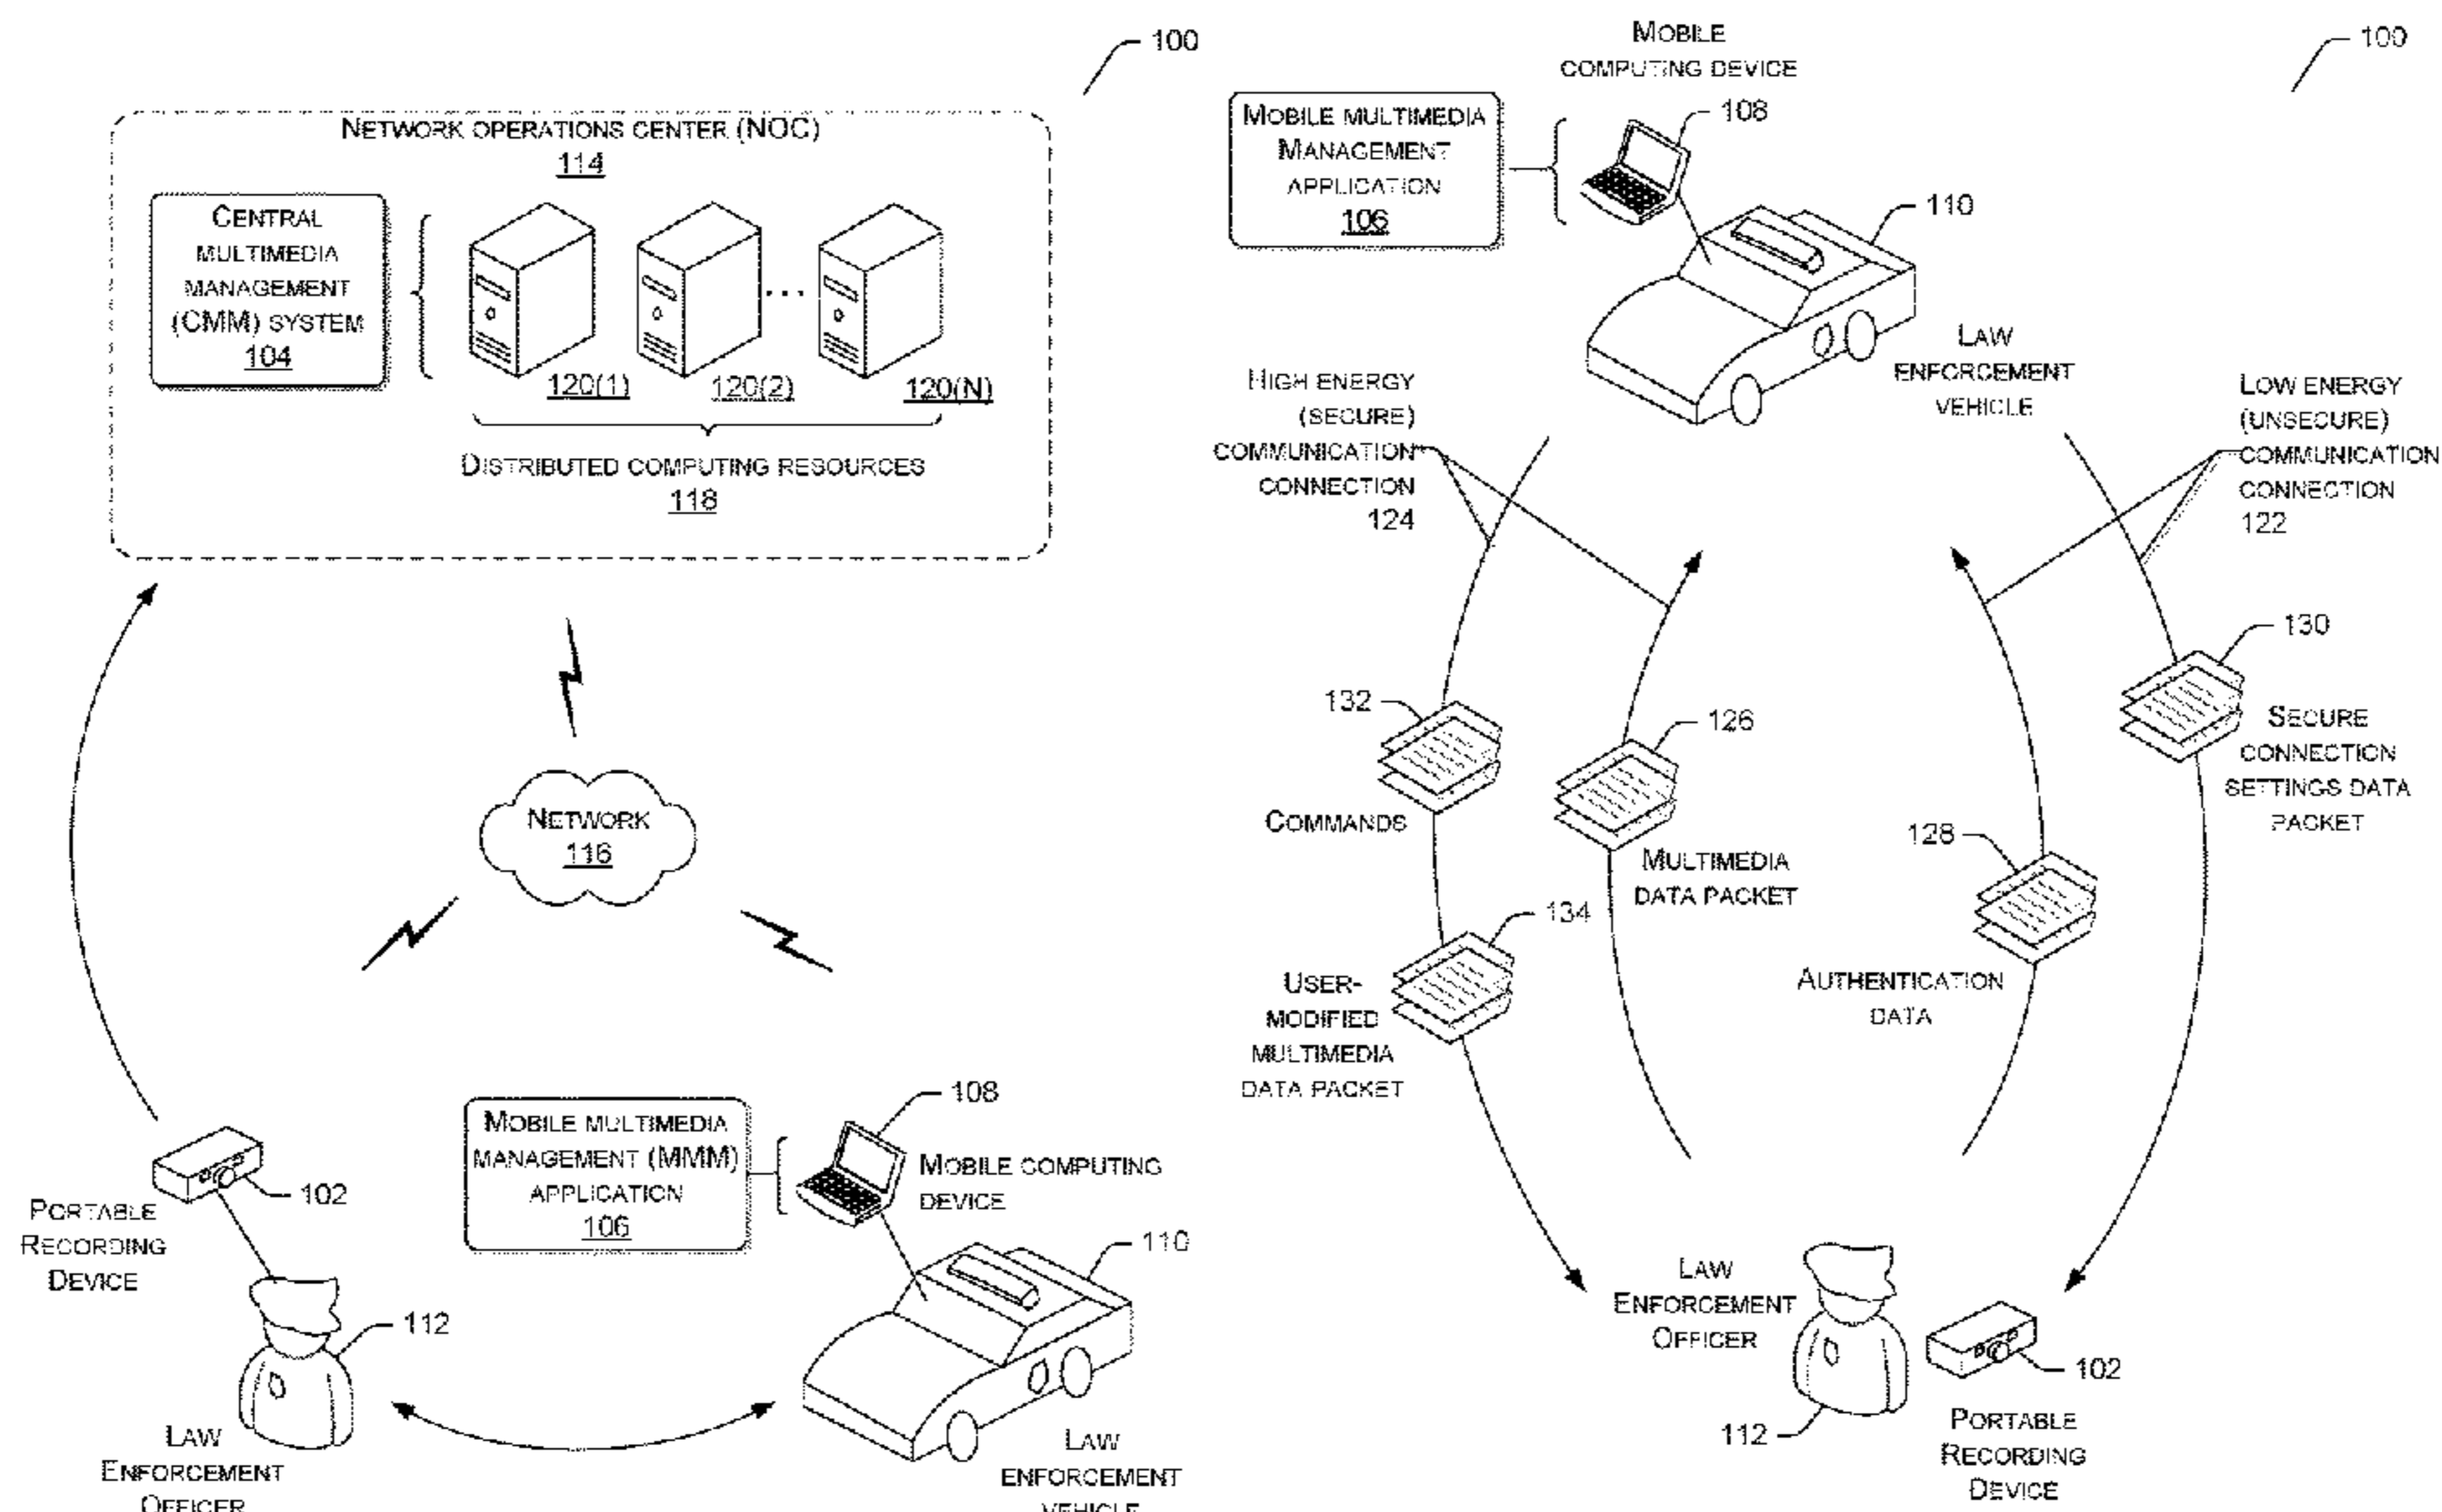 100
NETWORK OPERATIONS CENTER (NOC)
114
CENTRAL
MULTIMEDIA
MANAGEMENT
(CMM) SYSTEM
104
120(1)
120(2)
...
120(N)
DISTRIBUTED COMPUTING RESOURCES
118
NETWORK
116
102
PORTABLE
RECORDING
DEVICE
112
LAW
ENFORCEMENT
OFFICER
MOBILE MULTIMEDIA
MANAGEMENT (MMM)
APPLICATION
106
108
MOBILE COMPUTING
DEVICE
110
LAW
ENFORCEMENT
VEHICLE
100
MOBILE
COMPUTING DEVICE
108
MOBILE MULTIMEDIA
MANAGEMENT
APPLICATION
106
110
LAW
ENFORCEMENT
VEHICLE
HIGH ENERGY
(SECURE)
COMMUNICATION
CONNECTION
124
LOW ENERGY
(UNSECURE)
COMMUNICATION
CONNECTION
122
130
SECURE
CONNECTION
SETTINGS DATA
PACKET
132
COMMANDS
126
MULTIMEDIA
DATA PACKET
128
AUTHENTICATION
DATA
134
USER-
MODIFIED
MULTIMEDIA
DATA PACKET
LAW
ENFORCEMENT
OFFICER
112
102
PORTABLE
RECORDING
DEVICE